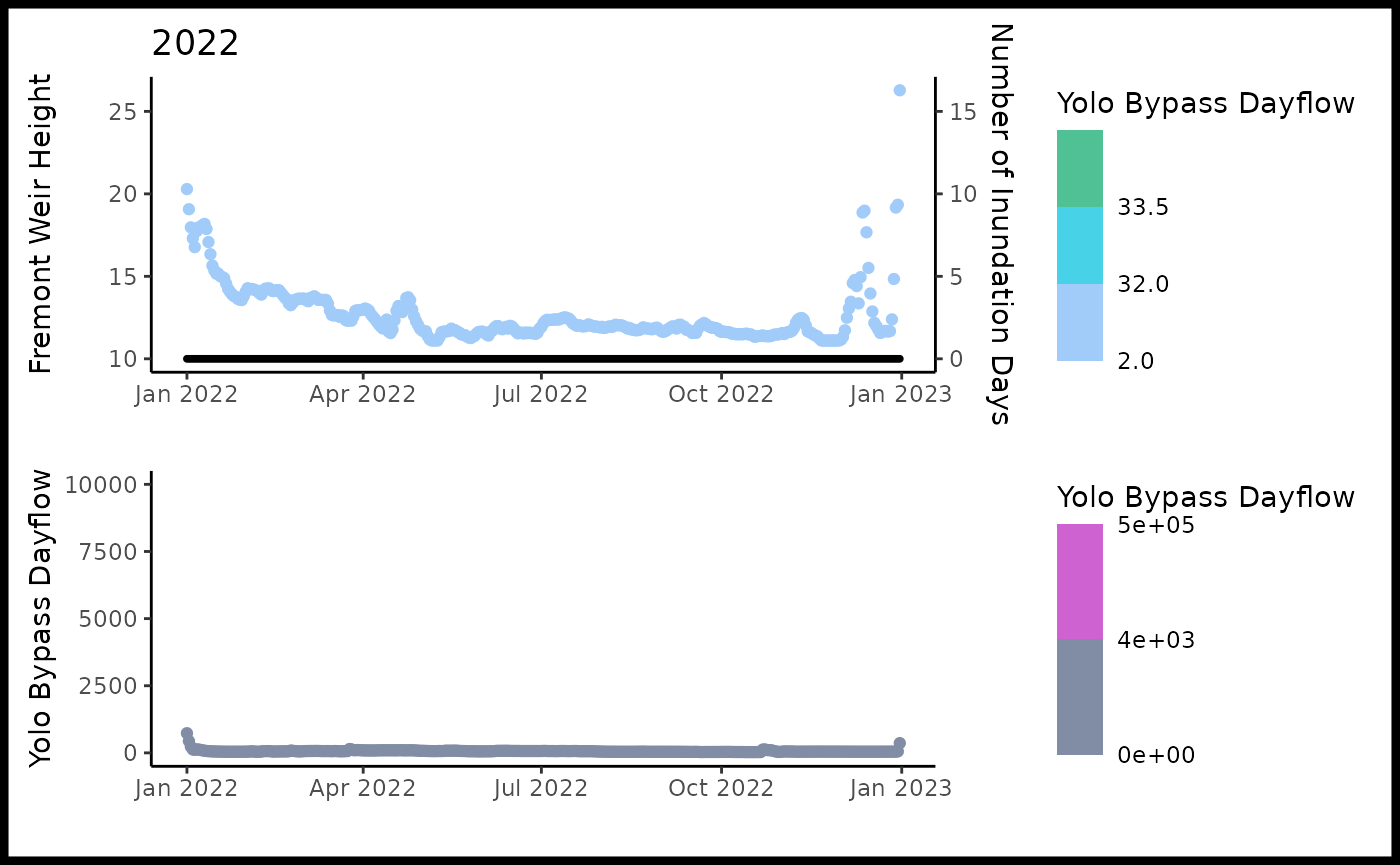 2022
Fremont Weir Height
25
20
15
10
15
10
5
0
Number of Inundation Days
Jan 2022 Apr 2022 Jul 2022 Oct 2022 Jan 2023
Yolo Bypass Dayflow
33.5
32.0
2.0
Yolo Bypass Dayflow
10000
7500
5000
2500
0
Jan 2022 Apr 2022 Jul 2022 Oct 2022 Jan 2023
Yolo Bypass Dayflow
5e+05
4e+03
0e+00